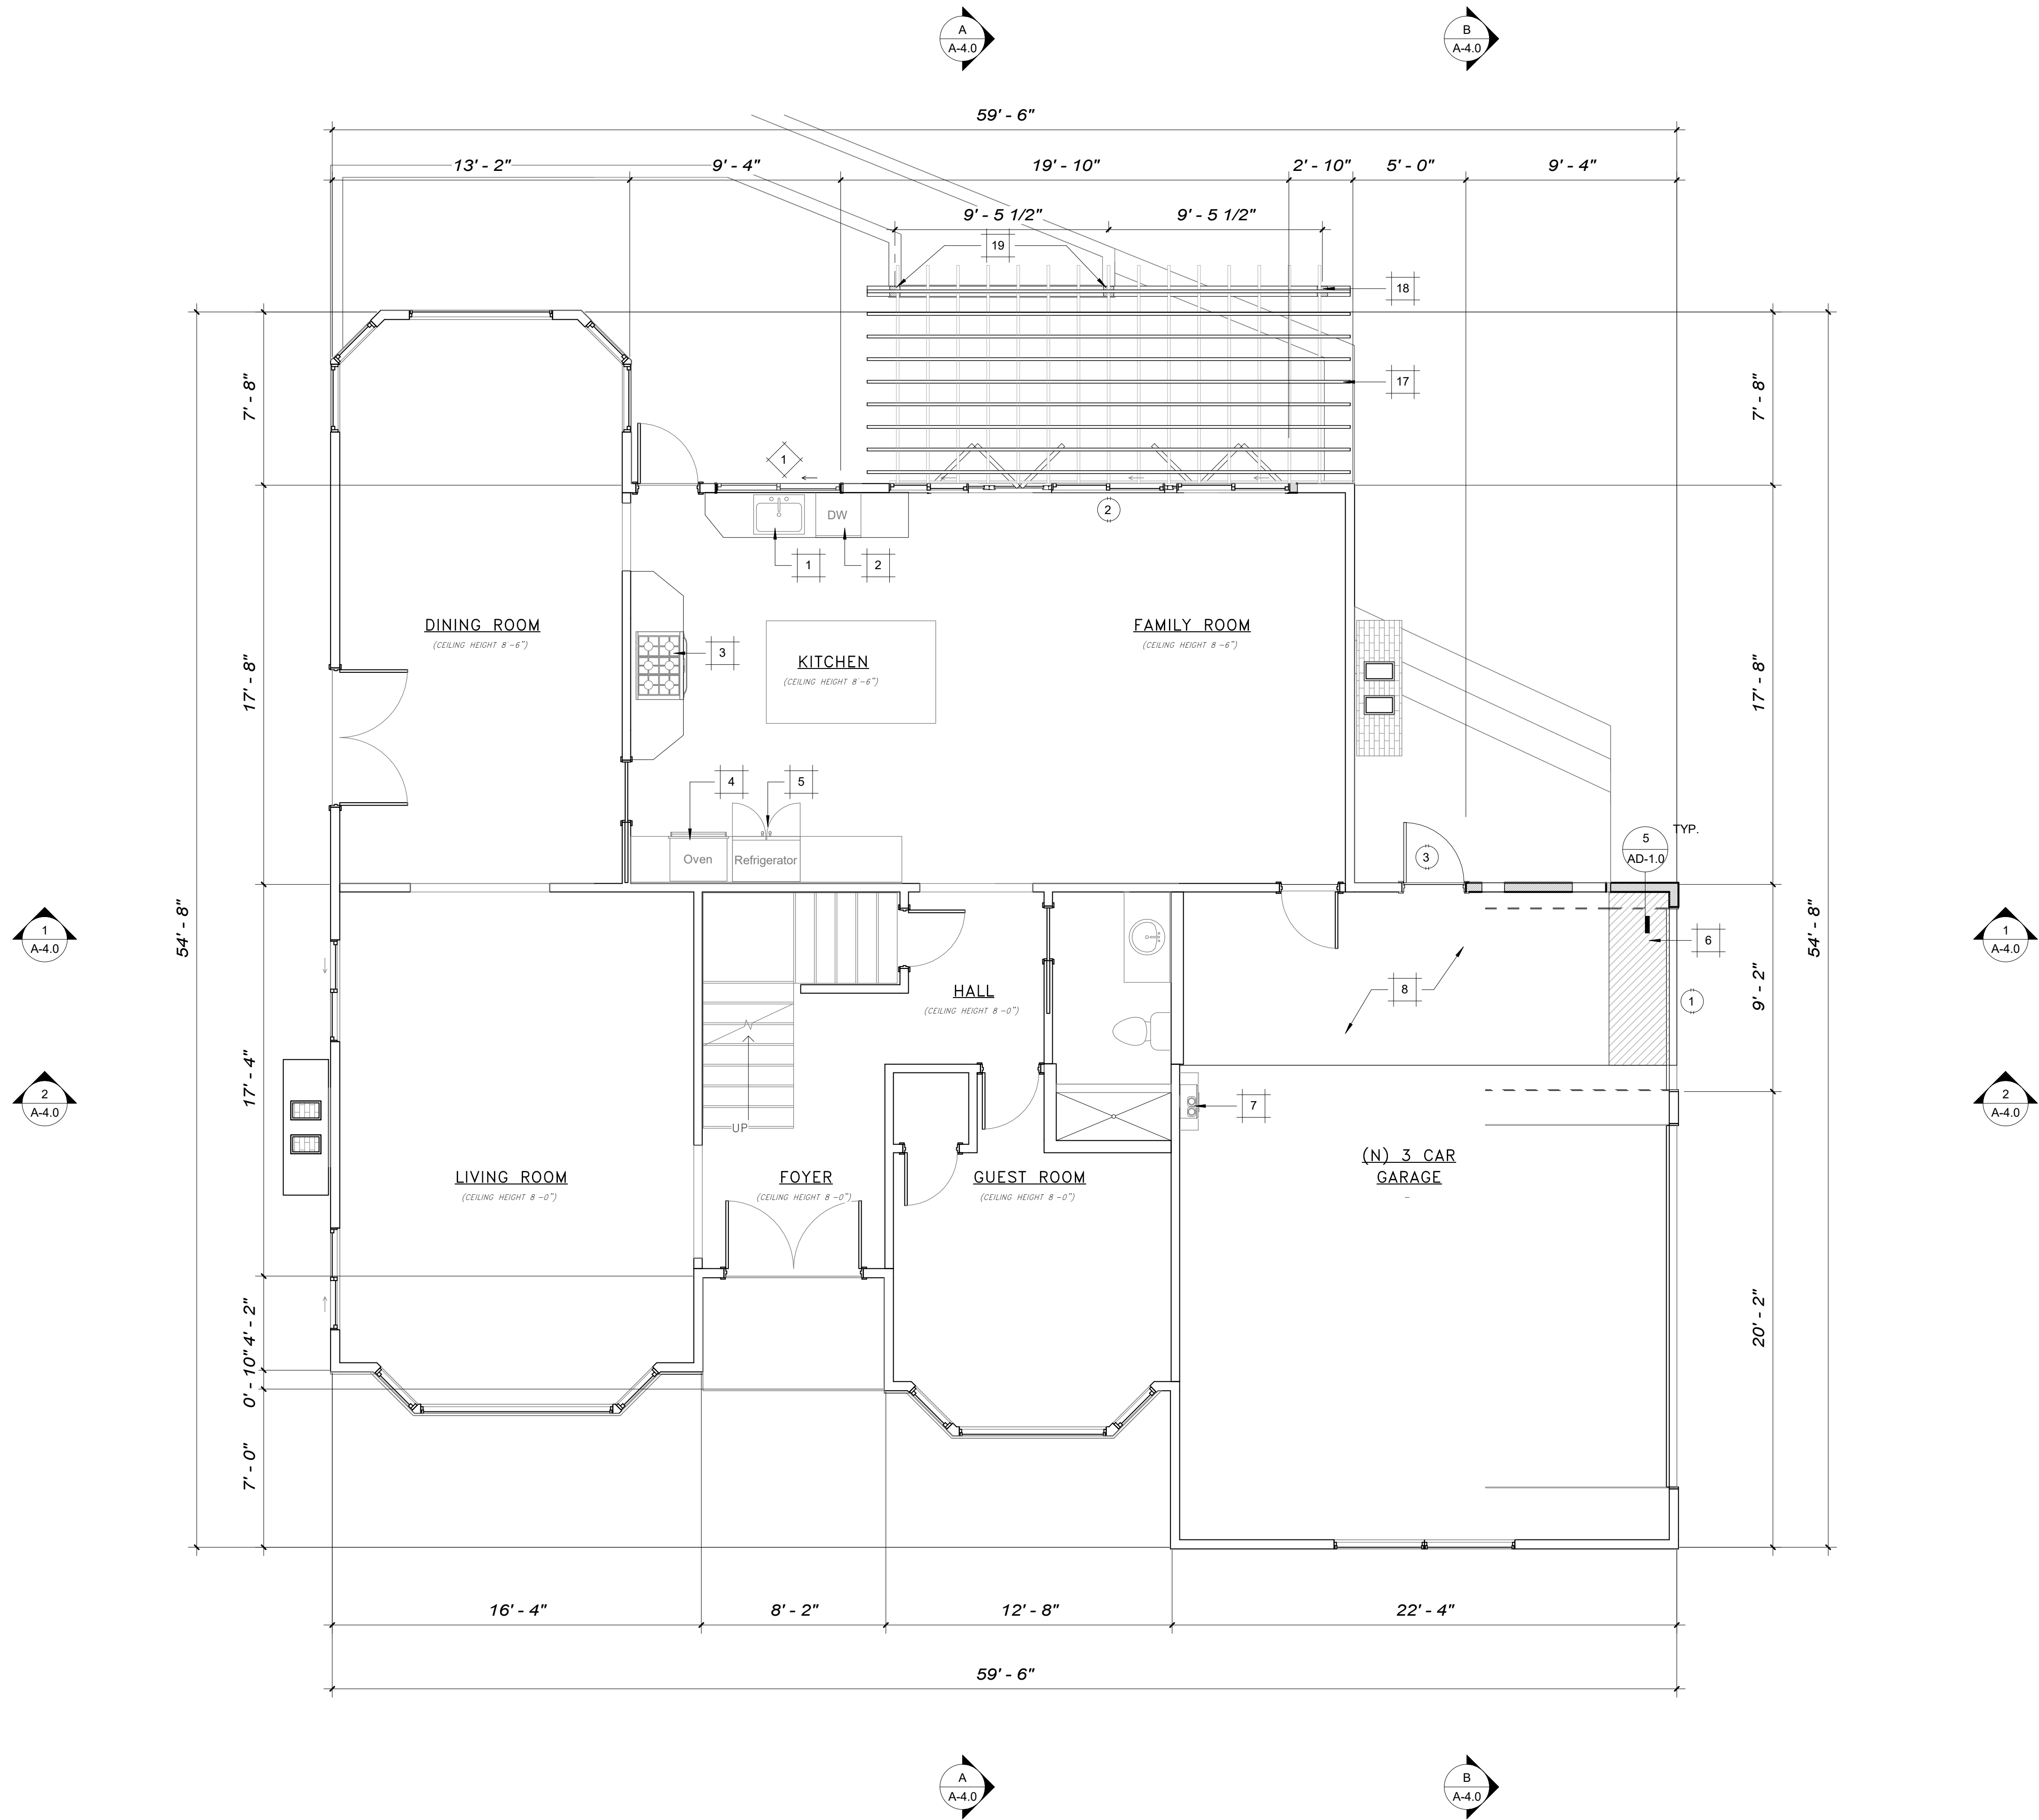 A
A-4.0
B
A-4.0
59' - 6"
13' - 2"
9' - 4"
19' - 10"
2' - 10"
5' - 0"
9' - 4"
9' - 5 1/2"
9' - 5 1/2"
19
18
17
7' - 8"
7' - 8"
1
2
DW
1
2
DINING ROOM
(CEILING HEIGHT 8'-6")
FAMILY ROOM
(CEILING HEIGHT 8'-6")
3
KITCHEN
(CEILING HEIGHT 8'-6")
17' - 8"
17' - 8"
4
5
Oven
Refrigerator
3
5
AD-1.0
TYP.
54' - 8"
54' - 8"
1
A-4.0
1
A-4.0
6
8
1
HALL
(CEILING HEIGHT 8'-0")
9' - 2"
17' - 4"
2
A-4.0
2
A-4.0
7
UP
(N) 3 CAR
GARAGE
-
LIVING ROOM
(CEILING HEIGHT 8'-0")
FOYER
(CEILING HEIGHT 8'-0")
GUEST ROOM
(CEILING HEIGHT 8'-0")
4' - 2"
0' - 10"
20' - 2"
7' - 0"
16' - 4"
8' - 2"
12' - 8"
22' - 4"
59' - 6"
A
A-4.0
B
A-4.0